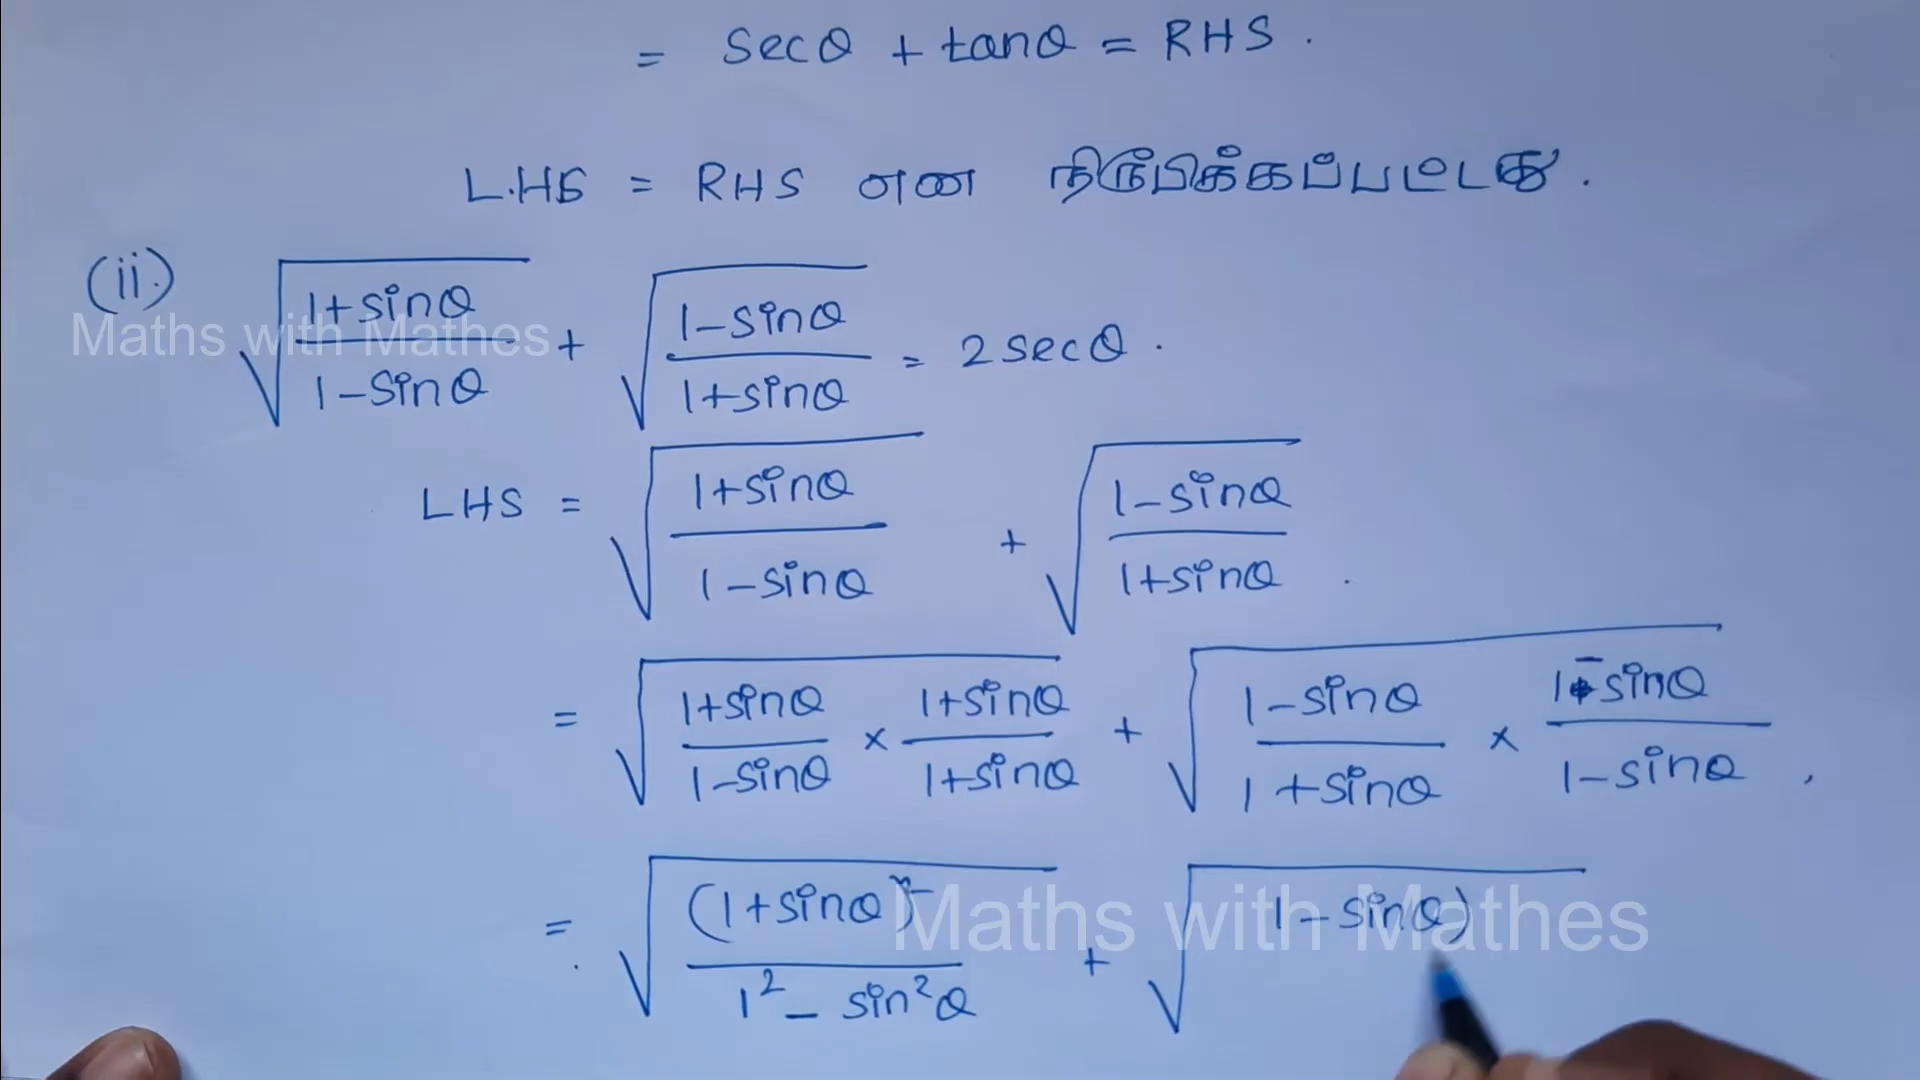 = secθ + tanθ = RHS .
L.HS = RHS என நிரூபிக்கப்பட்டது .
(ii.) √((1+sinθ)/(1-sinθ)) + √((1-sinθ)/(1+sinθ)) = 2 secθ .
Maths with Mathes
LHS = √((1+sinθ)/(1-sinθ)) + √((1-sinθ)/(1+sinθ)) .
= √((1+sinθ)/(1-sinθ) × (1+sinθ)/(1+sinθ)) + √((1-sinθ)/(1+sinθ) × (1-sinθ)/(1-sinθ)) ,
= √((1+sinθ)²/(1² - sin²θ)) + √(1-sinθ)
Maths with Mathes